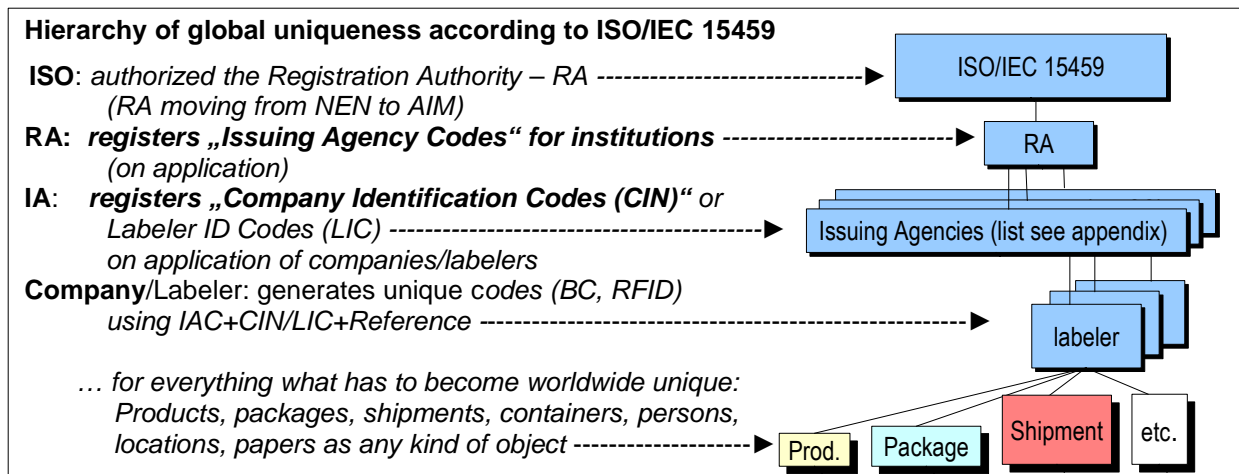 Hierarchy of global uniqueness according to ISO/IEC 15459
ISO: authorized the Registration Authority – RA
(RA moving from NEN to AIM)
RA: registers „Issuing Agency Codes“ for institutions
(on application)
IA: registers „Company Identification Codes (CIN)“ or
Labeler ID Codes (LIC)
on application of companies/labelers
Company/Labeler: generates unique codes (BC, RFID)
using IAC+CIN/LIC+Reference
… for everything what has to become worldwide unique:
Products, packages, shipments, containers, persons,
locations, papers as any kind of object
ISO/IEC 15459
RA
Issuing Agencies (list see appendix)
labeler
Prod.
Package
Shipment
etc.